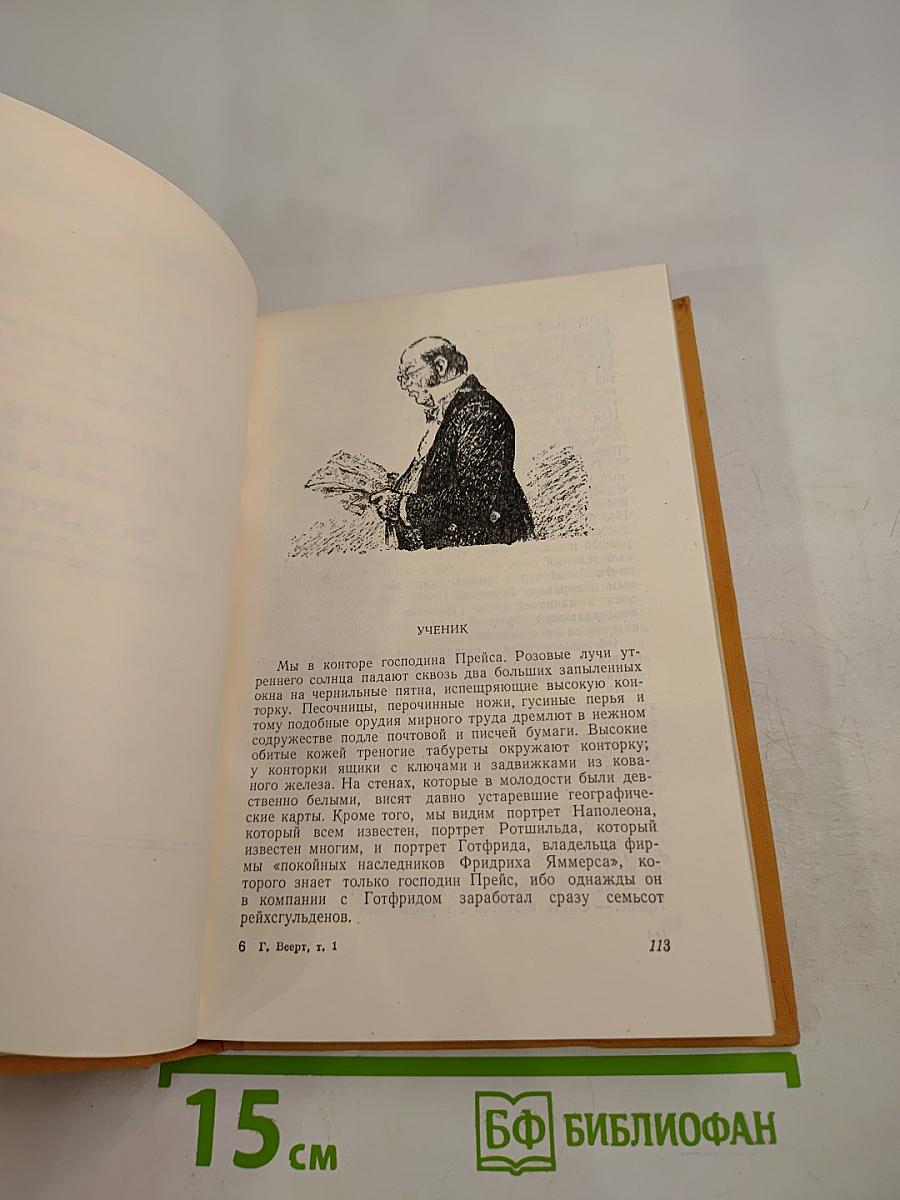 УЧЕНИК
Мы в конторе господина Прейса. Розовые лучи ут-
реннего солнца падают сквозь два больших запыленных
окна на чернильные пятна, испещряющие высокую кон-
торку. Песочницы, перочинные ножи, гусиные перья и
тому подобные орудия мирного труда дремлют в нежном
содружестве подле почтовой и писчей бумаги. Высокие
обитые кожей треногие табуреты окружают конторку;
у конторки ящики с ключами и задвижками из кова-
ного железа. На стенах, которые в молодости были дев-
ственно белыми, висят давно устаревшие географиче-
ские карты. Кроме того, мы видим портрет Наполеона,
который всем известен, портрет Ротшильда, который
известен многим, и портрет Готфрида, владельца фир-
мы «покойных наследников Фридриха Яммерса», ко-
торого знает только господин Прейс, ибо однажды он
в компании с Готфридом заработал сразу семьсот
рейхсгульденов.
6 Г. Веерт, т. 1
113
15 см
БФ БИБЛИОФАН